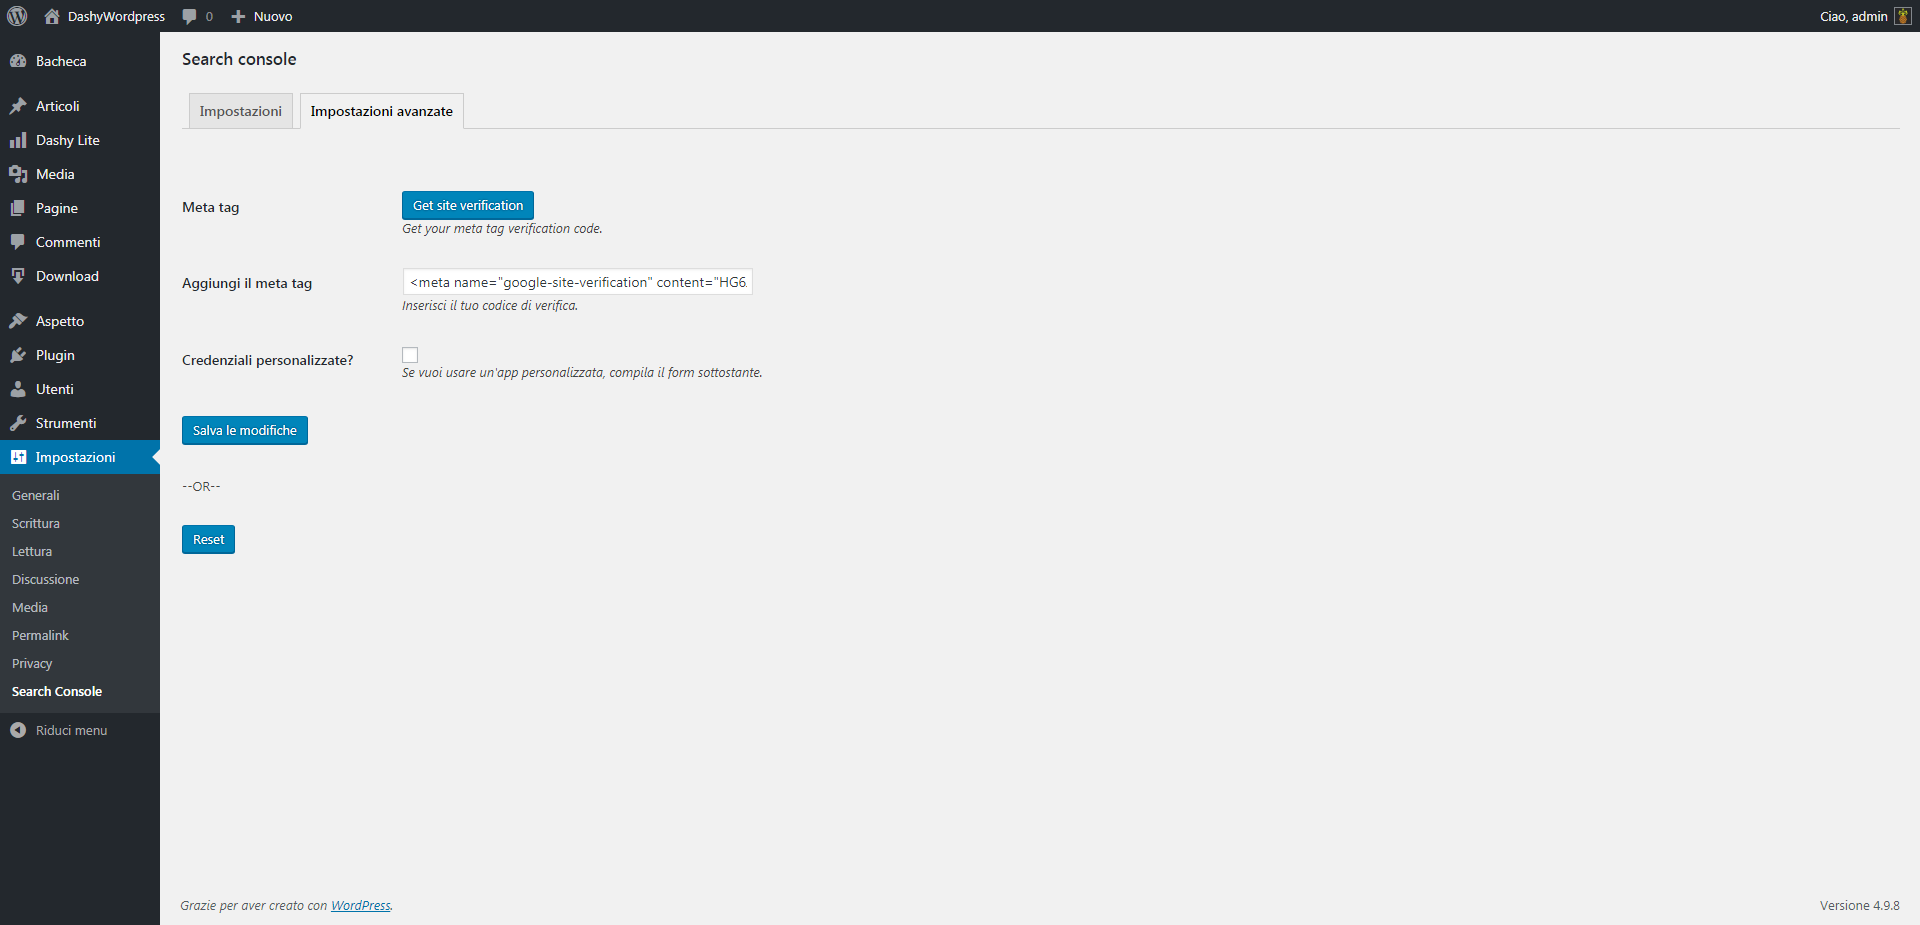 DashyWordpress 0 Nuovo Ciao, admin
Bacheca
Articoli
Dashy Lite
Media
Pagine
Commenti
Download
Aspetto
Plugin
Utenti
Strumenti
Impostazioni
Generali
Scrittura
Lettura
Discussione
Media
Permalink
Privacy
Search Console
Riduci menu
Search console
Impostazioni Impostazioni avanzate
Meta tag Get site verification
Get your meta tag verification code.
Aggiungi il meta tag <meta name="google-site-verification" content="HG6
Inserisci il tuo codice di verifica.
Credenziali personalizzate?
Se vuoi usare un'app personalizzata, compila il form sottostante.
Salva le modifiche
--OR--
Reset
Grazie per aver creato con WordPress. Versione 4.9.8